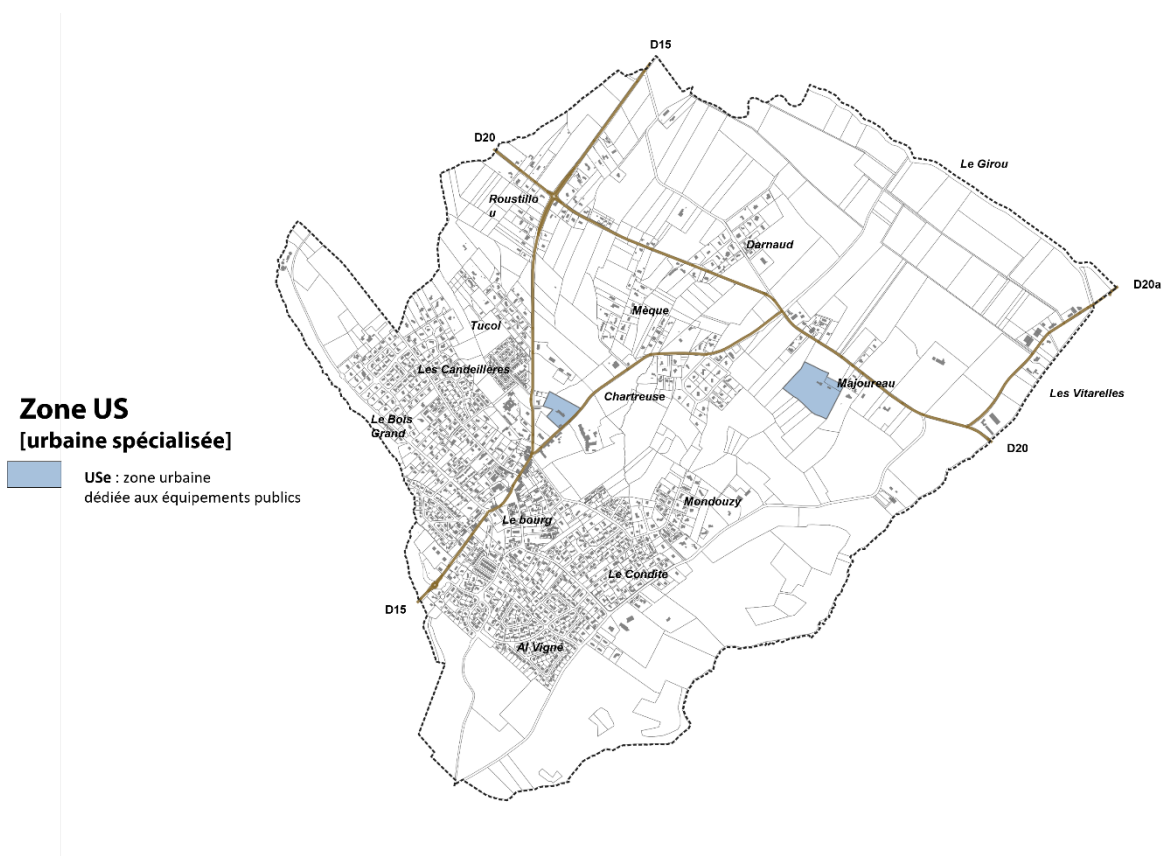 D15
D20
Le Girou
Roustillo
u
Darnaud
D20a
Mèque
Tucol
Les Candeillères
Majoureau
Les Vitarelles
Chartreuse
Zone US
[urbaine spécialisée]
Le Bois
Grand
D20
USe : zone urbaine
dédiée aux équipements publics
Mondouzy
Le bourg
Le Condite
D15
Al Vigné